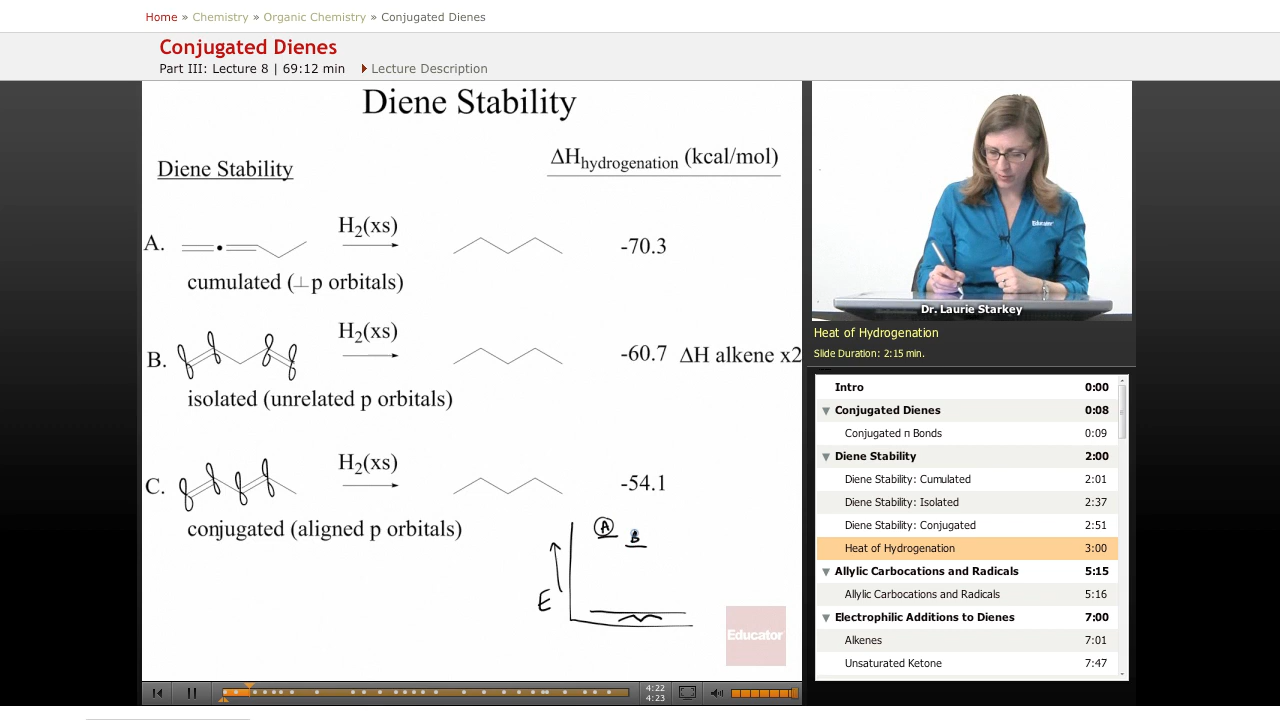 Home » Chemistry » Organic Chemistry » Conjugated Dienes
Conjugated Dienes
Part III: Lecture 8 | 69:12 min Lecture Description
Diene Stability
Diene Stability
ΔHhydrogenation (kcal/mol)
A.
H2(xs)
-70.3
cumulated (⊥p orbitals)
B.
H2(xs)
-60.7 ΔH alkene x2
isolated (unrelated p orbitals)
C.
H2(xs)
-54.1
conjugated (aligned p orbitals)
A
B
E
Educator
Educator
Dr. Laurie Starkey
Heat of Hydrogenation
Slide Duration: 2:15 min.
Intro 0:00
Conjugated Dienes 0:08
Conjugated π Bonds 0:09
Diene Stability 2:00
Diene Stability: Cumulated 2:01
Diene Stability: Isolated 2:37
Diene Stability: Conjugated 2:51
Heat of Hydrogenation 3:00
Allylic Carbocations and Radicals 5:15
Allylic Carbocations and Radicals 5:16
Electrophilic Additions to Dienes 7:00
Alkenes 7:01
Unsaturated Ketone 7:47
4:22
4:23